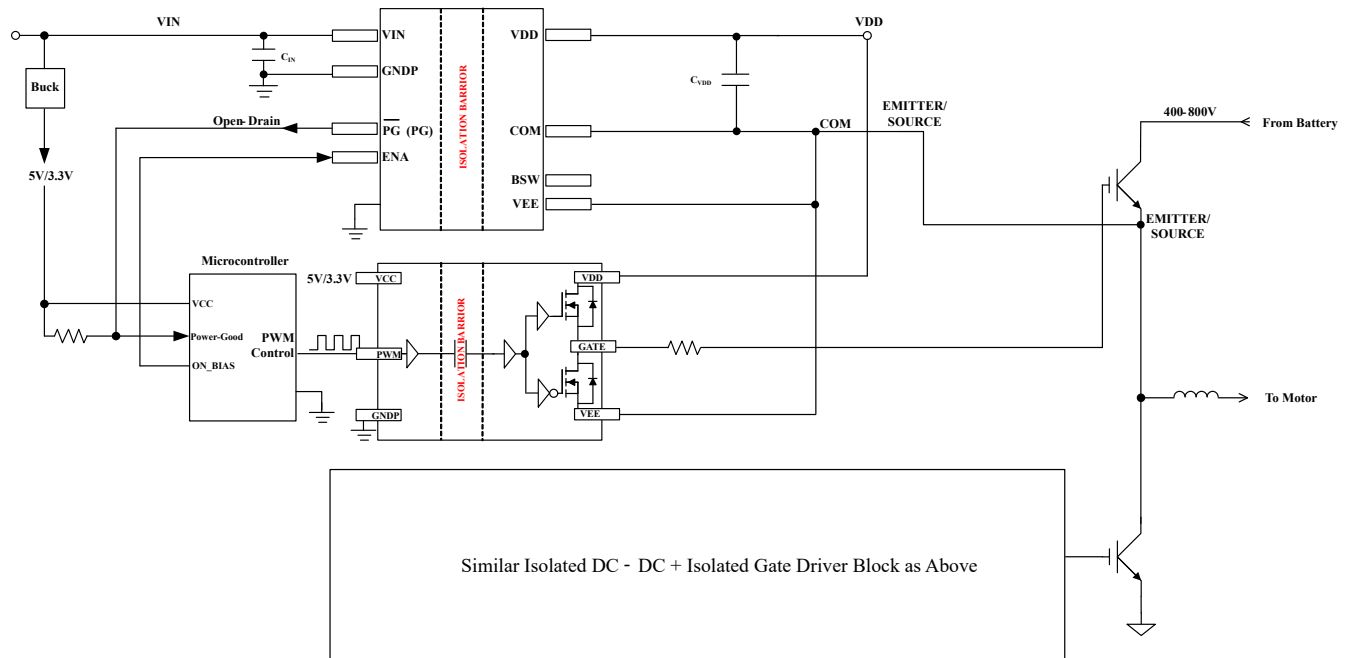 VIN
VDD
Buck
5V/3.3V
C_IN
VIN
GNDP
PG (PG)
ENA
Open-Drain
ISOLATION BARRIER
VDD
COM
BSW
VEE
C_VDD
COM
EMITTER/
SOURCE
400-800V
From Battery
EMITTER/
SOURCE
Microcontroller
VCC
Power-Good
ON_BIAS
PWM
Control
5V/3.3V
VCC
PWM
GNDP
ISOLATION BARRIER
VDD
GATE
VEE
To Motor
Similar Isolated DC - DC + Isolated Gate Driver Block as Above